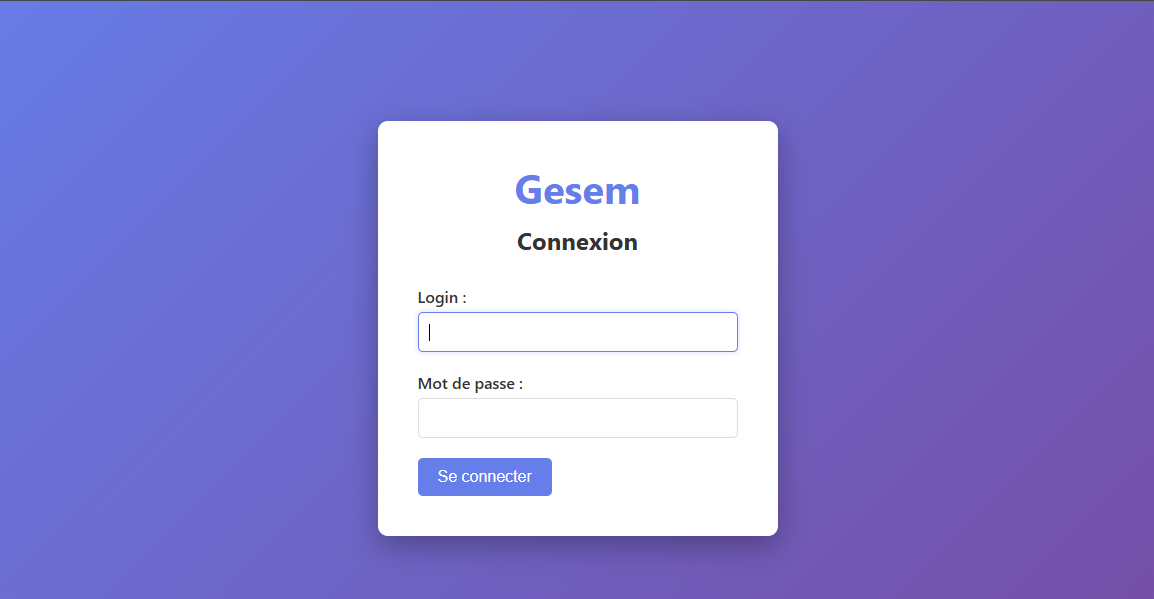 Gesem
Connexion
Login :
Mot de passe :
Se connecter